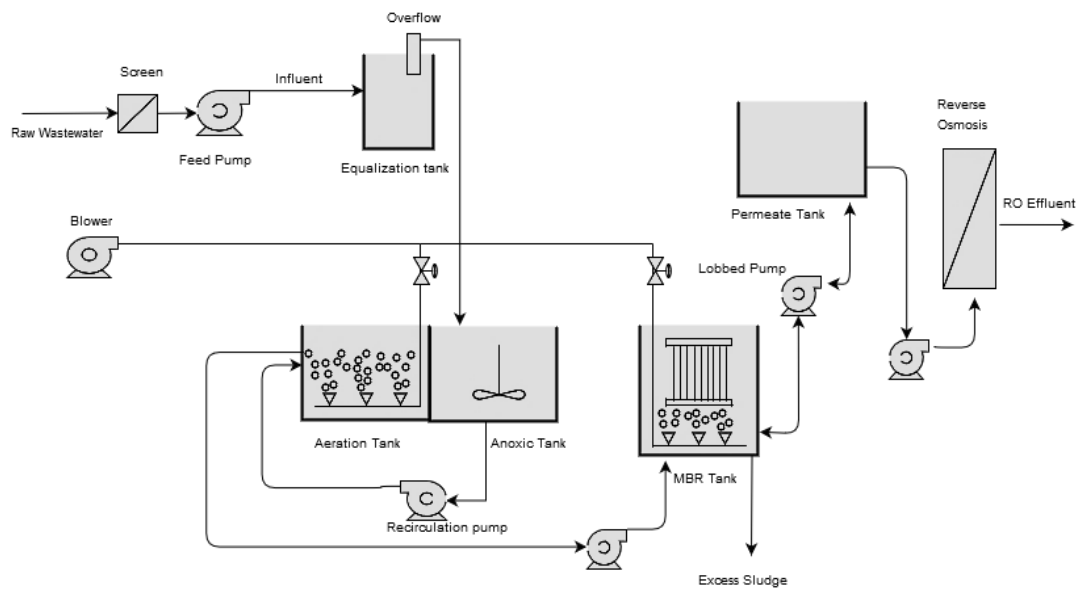 Overflow
Screen
Influent
Raw Wastewater
Feed Pump
Equalization tank
Reverse
Osmosis
Permeate Tank
RO Effluent
Blower
Lobbed Pump
Aeration Tank
Anoxic Tank
MBR Tank
Recirculation pump
Excess Sludge